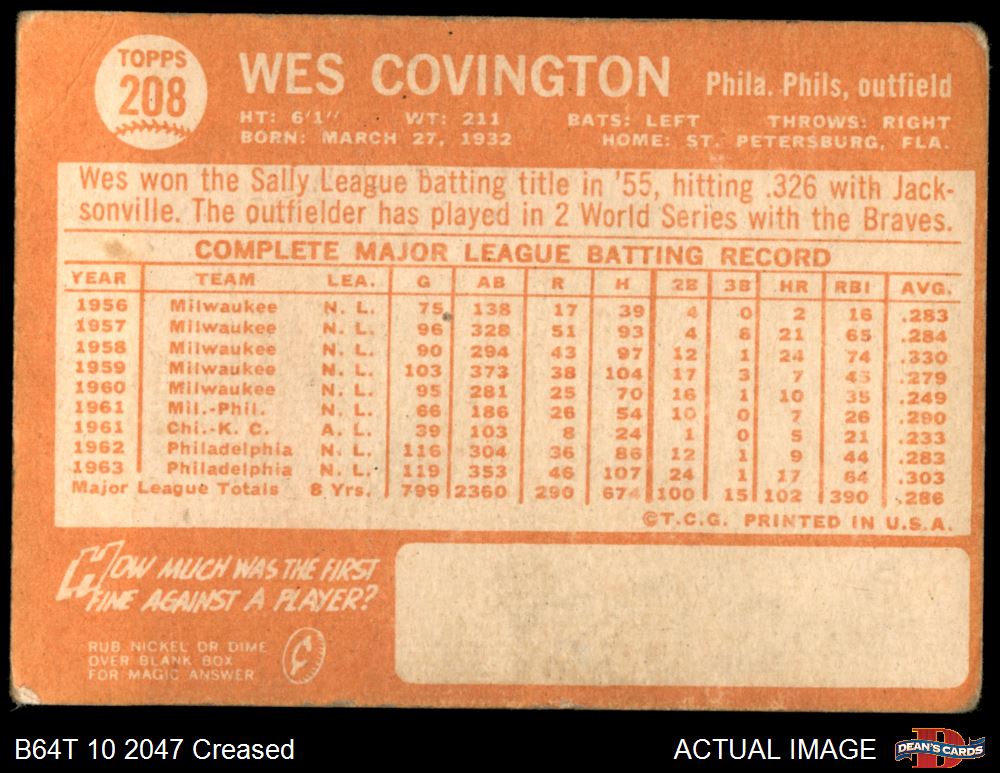 TOPPS
208
WES COVINGTON Phila. Phils, outfield
HT: 6'1" WT: 211 BATS: LEFT THROWS: RIGHT
BORN: MARCH 27, 1932 HOME: ST. PETERSBURG, FLA.
Wes won the Sally League batting title in '55, hitting .326 with Jack-
sonville. The outfielder has played in 2 World Series with the Braves.
COMPLETE MAJOR LEAGUE BATTING RECORD
YEAR TEAM LEA. G AB R H 2B 3B HR RBI AVG.
1956 Milwaukee N. L. 75 138 17 39 4 0 2 16 .283
1957 Milwaukee N. L. 96 328 51 93 4 6 21 65 .284
1958 Milwaukee N. L. 90 294 43 97 12 1 24 74 .330
1959 Milwaukee N. L. 103 373 38 104 17 3 7 45 .279
1960 Milwaukee N. L. 95 281 25 70 16 1 10 35 .249
1961 Mil.-Phil. N. L. 66 186 26 54 10 0 7 26 .290
1961 Chi.-K. C. A. L. 39 103 8 24 1 0 5 21 .233
1962 Philadelphia N. L. 116 304 36 86 12 1 9 44 .283
1963 Philadelphia N. L. 119 353 46 107 24 1 17 64 .303
Major League Totals 8 Yrs. 799 2360 290 674 100 15 102 390 .286
©T.C.G. PRINTED IN U.S.A.
HOW MUCH WAS THE FIRST
FINE AGAINST A PLAYER?
RUB NICKEL OR DIME
OVER BLANK BOX
FOR MAGIC ANSWER
B64T 10 2047 Creased ACTUAL IMAGE
DEAN'S CARDS